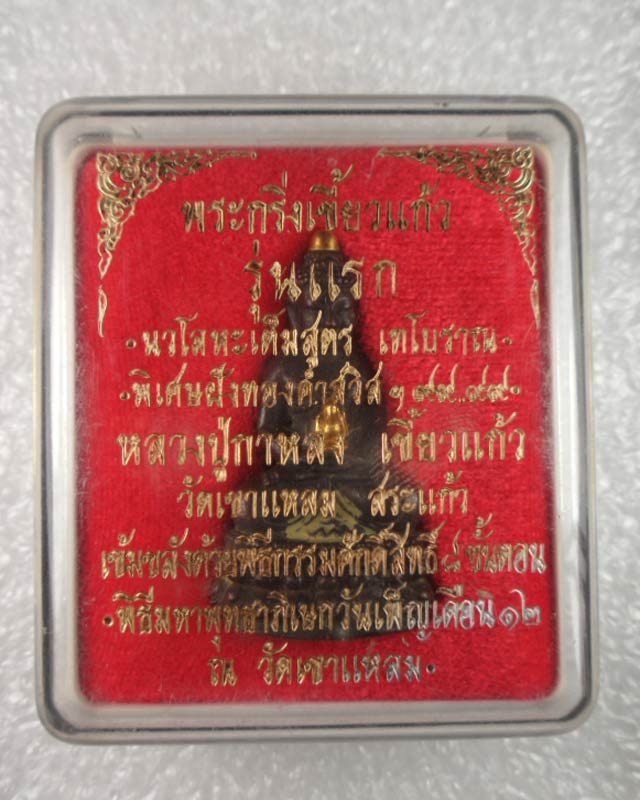 พระกริ่งเขี้ยวแก้ว
รุ่นแรก
•นวโลหะเต็มสูตร เทโบราณ•
•พิเศษฝังทองคำสวิส ๆ ๙๙.๙๙•
หลวงปู่กาหลง เขี้ยวแก้ว
วัดเขาแหลม สระแก้ว
เข้มขลังด้วยพิธีกรรมศักดิ์สิทธิ์ ๘ ขั้นตอน
•พิธีมหาพุทธาภิเษกวันเพ็ญเดือน ๑๒
ณ วัดเขาแหลม•